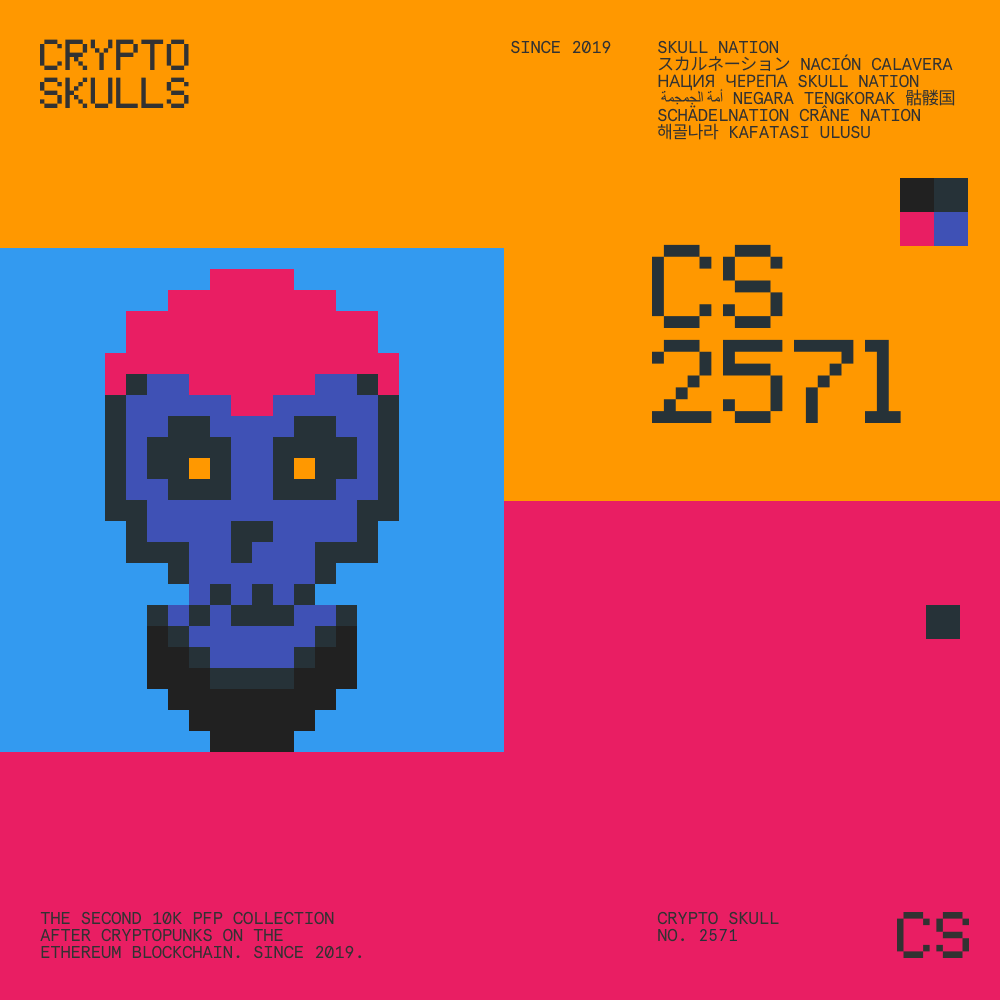 CRYPTO
SKULLS
SINCE 2019
SKULL NATION
スカルネーション NACIÓN CALAVERA
НАЦИЯ ЧЕРЕПА SKULL NATION
أمة الجمجمة NEGARA TENGKORAK 骷髅国
SCHÄDELNATION CRÂNE NATION
해골나라 KAFATASI ULUSU
CS
2571
THE SECOND 10K PFP COLLECTION
AFTER CRYPTOPUNKS ON THE
ETHEREUM BLOCKCHAIN. SINCE 2019.
CRYPTO SKULL
NO. 2571
CS